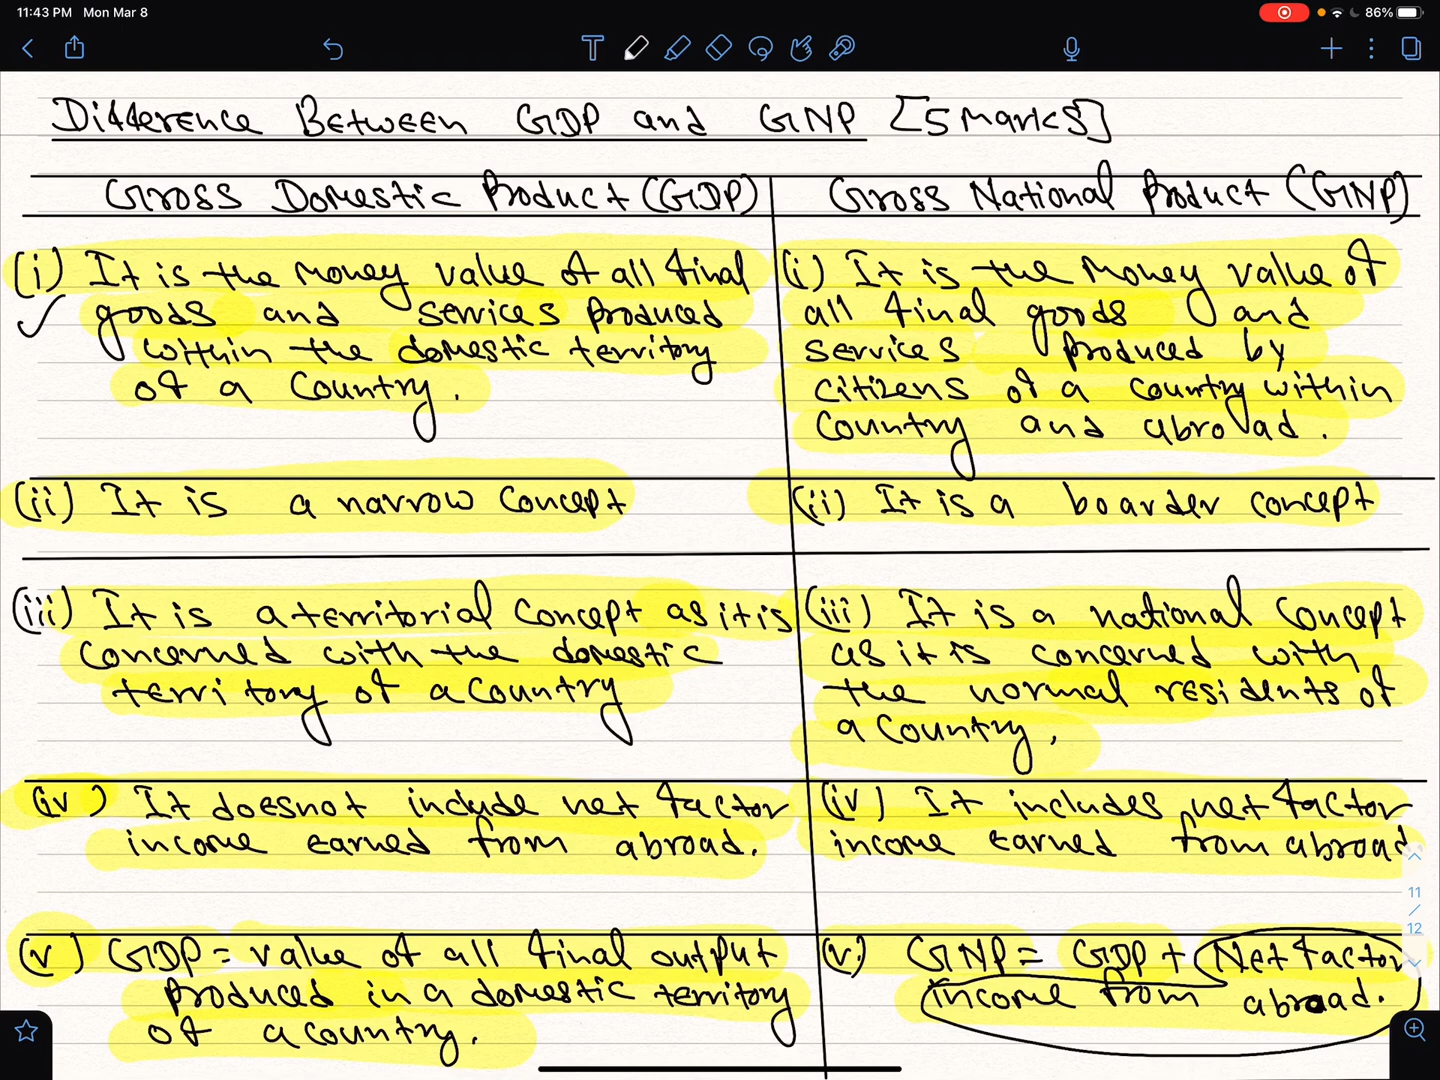 11:43 PM Mon Mar 8
86%
Difference Between GDP and GNP [5 Marks]
Gross Domestic Product (GDP)
(i) It is the money value of all final
goods and services produced
within the domestic territory
of a country.
(ii) It is a narrow concept
(iii) It is a territorial concept as it is
concerned with the domestic
territory of a country
(iv) It doesnot include net factor
income earned from abroad.
(v) GDP = value of all final output
produced in a domestic territory
of a country.
Gross National Product (GNP)
(i) It is the money value of
all final goods and
services produced by
citizens of a country within
country and abroad.
(ii) It is a boarder concept
(iii) It is a national concept
as it is concerned with
the normal residents of
a country.
(iv) It includes net factor
income earned from abroad
(v) GNP = GDP + Net factor
income from abroad.
11
/
12